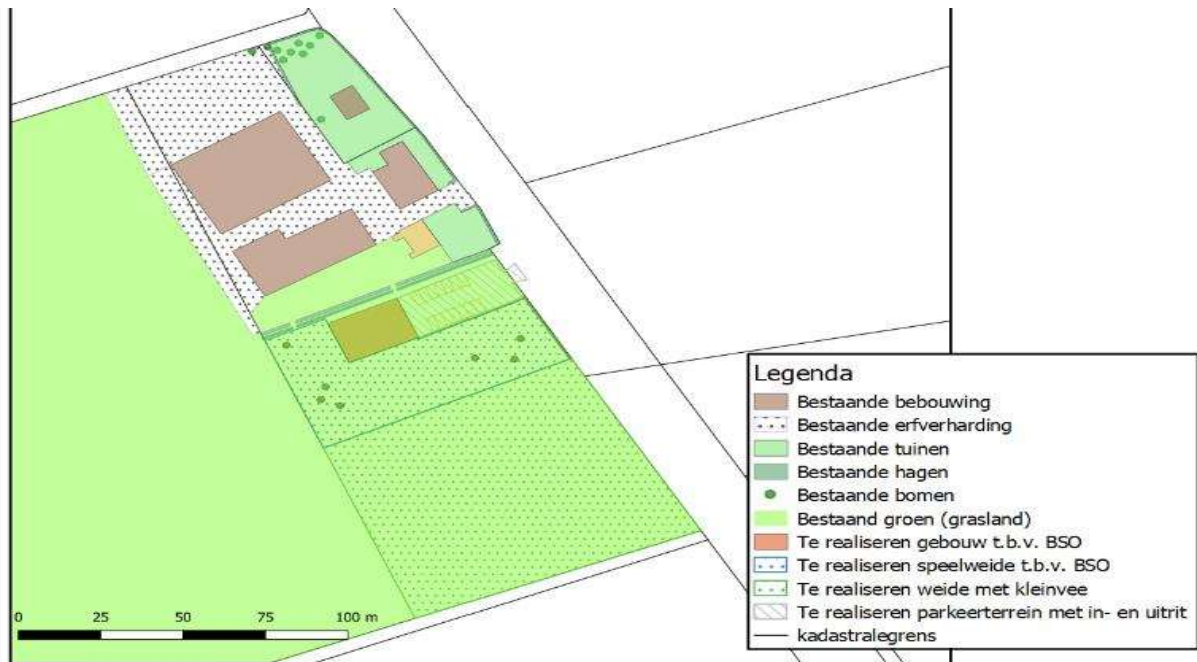 Legenda
Bestaande bebouwing
Bestaande erfverharding
Bestaande tuinen
Bestaande hagen
Bestaande bomen
Bestaand groen (grasland)
Te realiseren gebouw t.b.v. BSO
Te realiseren speelweide t.b.v. BSO
Te realiseren weide met kleinvee
Te realiseren parkeerterrein met in- en uitrit
kadastralegrens
0 25 50 75 100 m